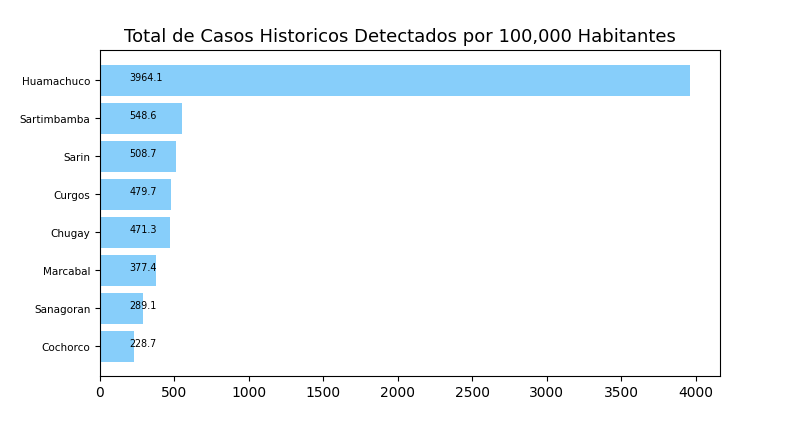 Total de Casos Historicos Detectados por 100,000 Habitantes
Huamachuco 3964.1
Sartimbamba 548.6
Sarin 508.7
Curgos 479.7
Chugay 471.3
Marcabal 377.4
Sanagoran 289.1
Cochorco 228.7
0 500 1000 1500 2000 2500 3000 3500 4000